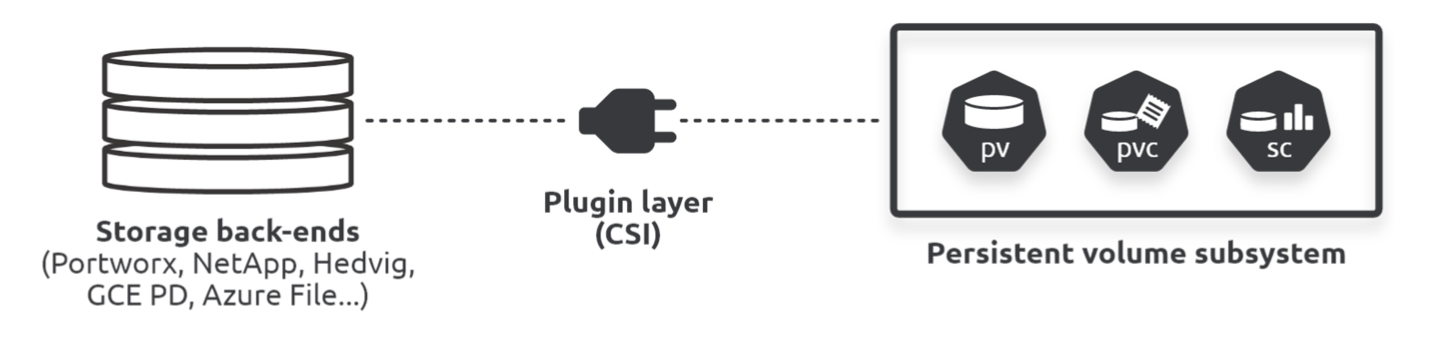 Storage back-ends
(Portworx, NetApp, Hedvig,
GCE PD, Azure File...)
Plugin layer
(CSI)
pv
pvc
sc
Persistent volume subsystem